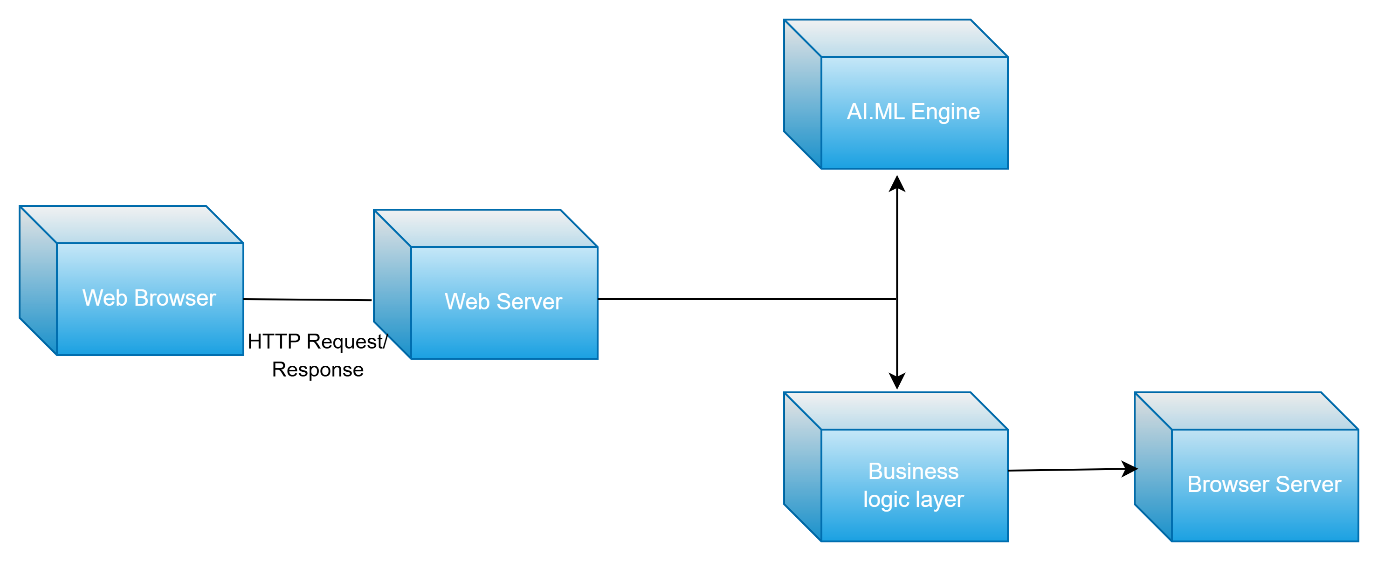 AI.ML Engine
Web Browser
Web Server
HTTP Request/
Response
Business
logic layer
Browser Server